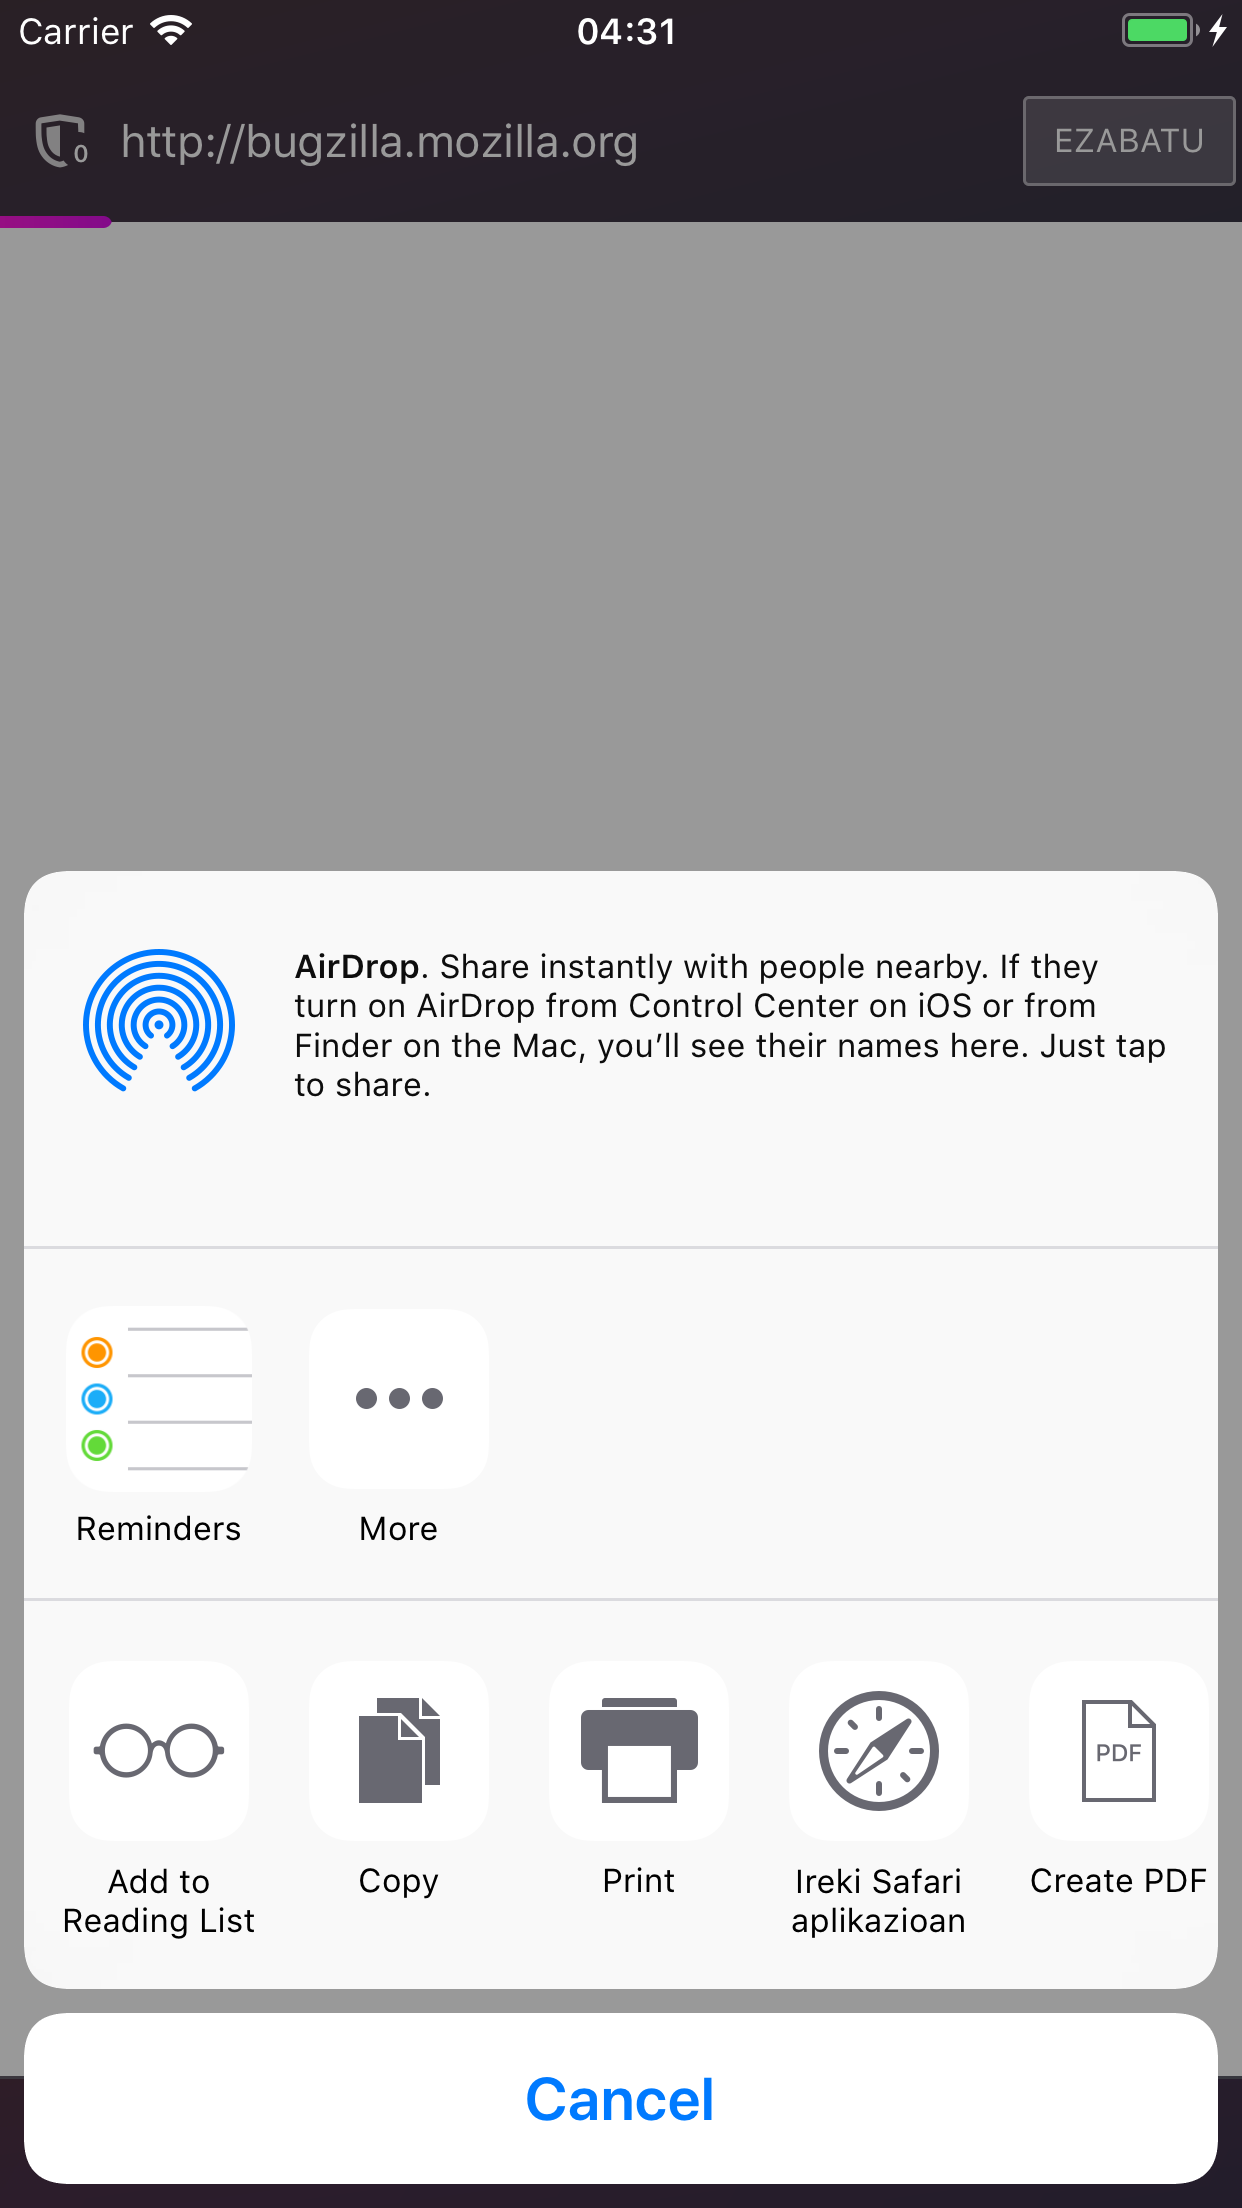 Carrier
04:31
0
http://bugzilla.mozilla.org
EZABATU
AirDrop. Share instantly with people nearby. If they
turn on AirDrop from Control Center on iOS or from
Finder on the Mac, you’ll see their names here. Just tap
to share.
Reminders
More
PDF
Add to
Reading List
Copy
Print
Ireki Safari
aplikazioan
Create PDF
Cancel